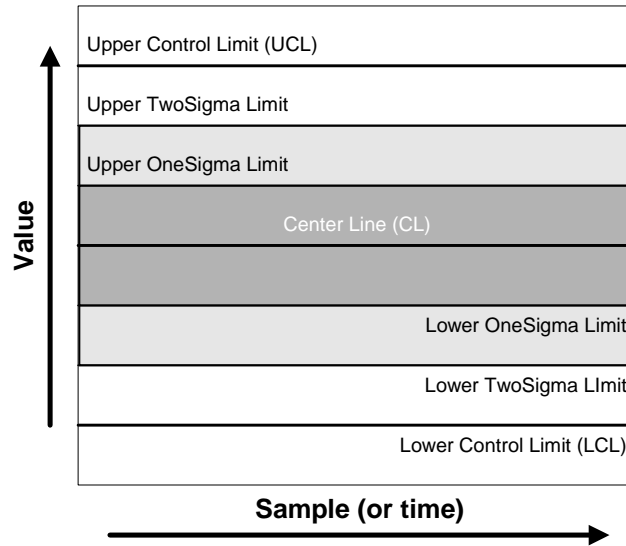 Upper Control Limit (UCL)
Upper TwoSigma Limit
Upper OneSigma Limit
Center Line (CL)
Value
Lower OneSigma Limit
Lower TwoSigma LImit
Lower Control Limit (LCL)
Sample (or time)